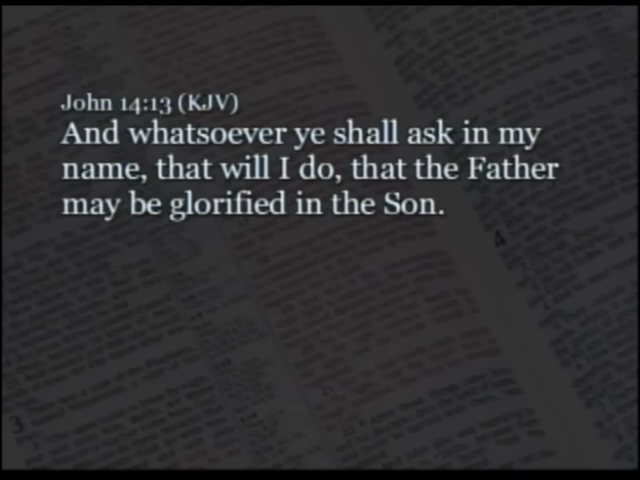 John 14:13 (KJV)
And whatsoever ye shall ask in my
name, that will I do, that the Father
may be glorified in the Son.